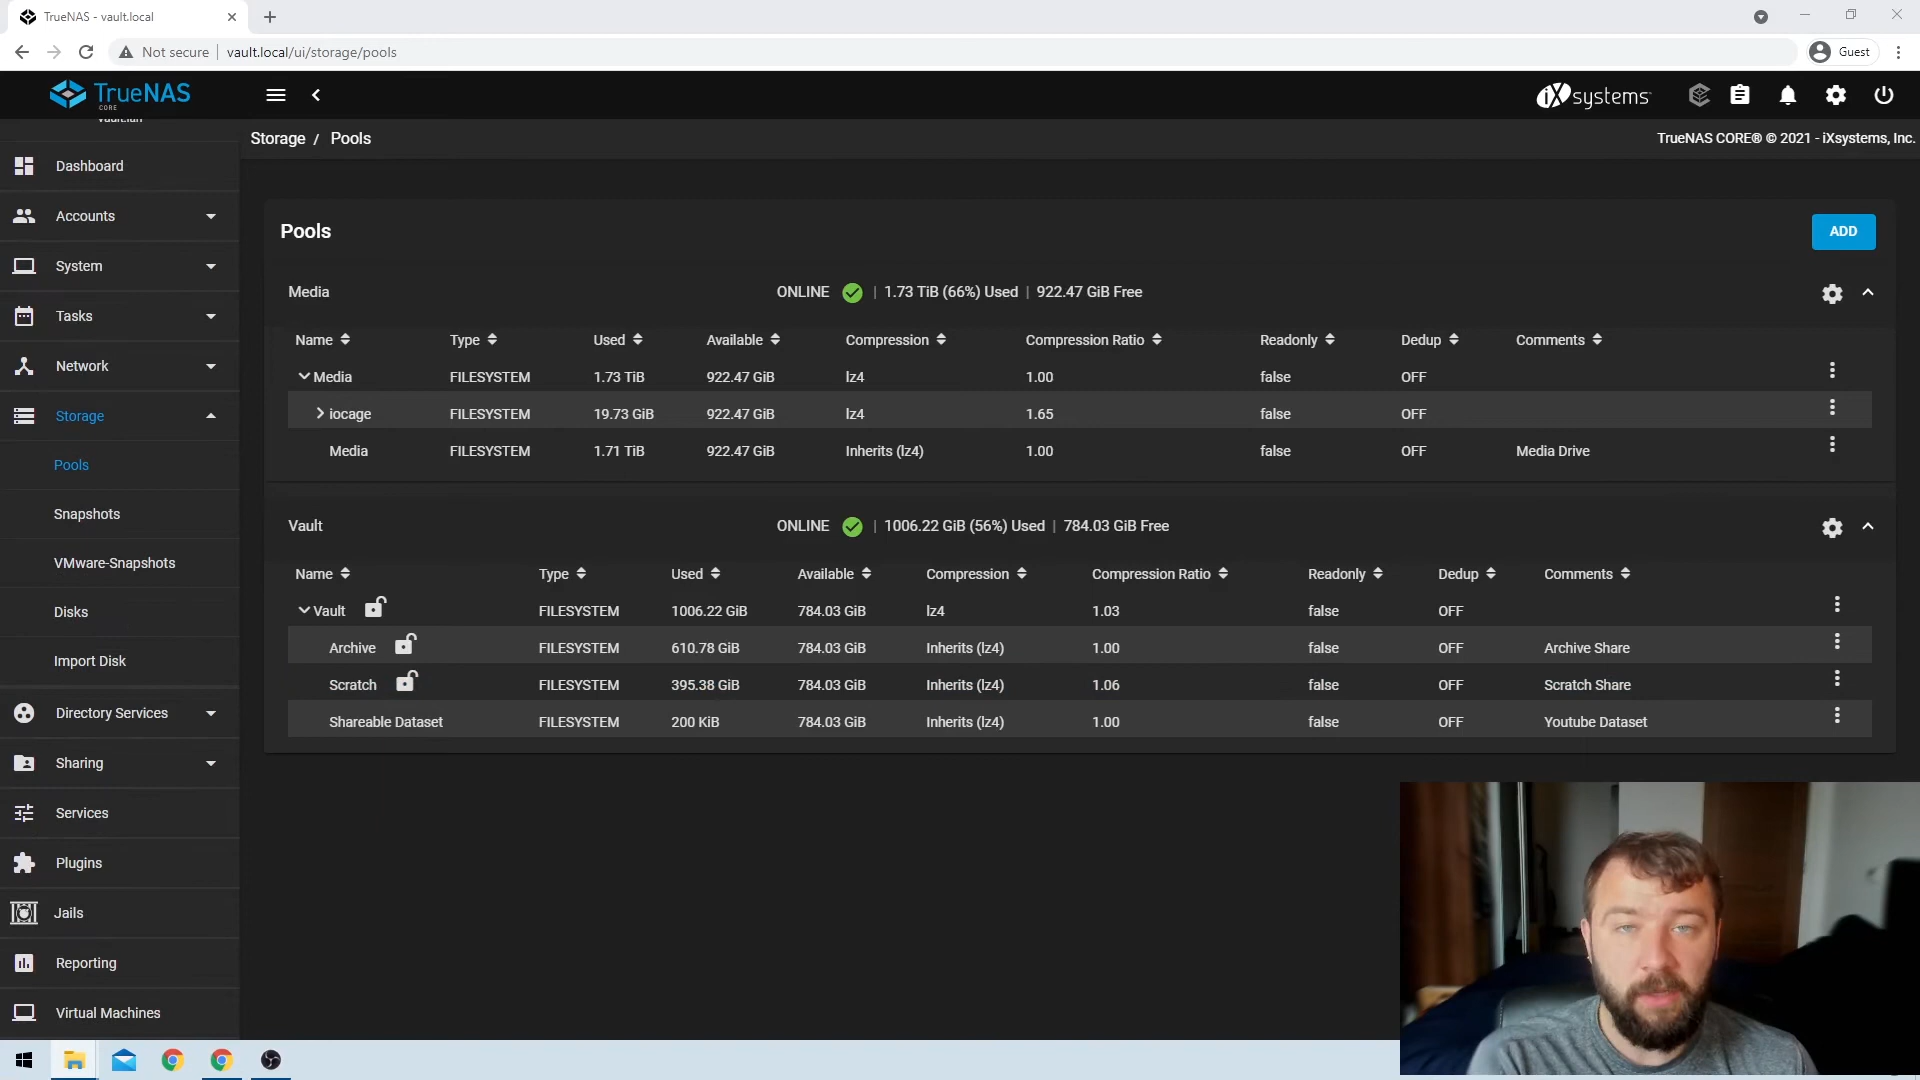 TrueNAS - vault.local
Not secure
vault.local/ui/storage/pools
Guest
TrueNAS
CORE
iXsystems
vault.lan
Storage / Pools
TrueNAS CORE® © 2021 - iXsystems, Inc.
Dashboard
Accounts
System
Tasks
Network
Storage
Pools
Snapshots
VMware-Snapshots
Disks
Import Disk
Directory Services
Sharing
Services
Plugins
Jails
Reporting
Virtual Machines
Pools
ADD
Media ONLINE | 1.73 TiB (66%) Used | 922.47 GiB Free
Name Type Used Available Compression Compression Ratio Readonly Dedup Comments
Media FILESYSTEM 1.73 TiB 922.47 GiB lz4 1.00 false OFF
iocage FILESYSTEM 19.73 GiB 922.47 GiB lz4 1.65 false OFF
Media FILESYSTEM 1.71 TiB 922.47 GiB Inherits (lz4) 1.00 false OFF Media Drive
Vault ONLINE | 1006.22 GiB (56%) Used | 784.03 GiB Free
Name Type Used Available Compression Compression Ratio Readonly Dedup Comments
Vault FILESYSTEM 1006.22 GiB 784.03 GiB lz4 1.03 false OFF
Archive FILESYSTEM 610.78 GiB 784.03 GiB Inherits (lz4) 1.00 false OFF Archive Share
Scratch FILESYSTEM 395.38 GiB 784.03 GiB Inherits (lz4) 1.06 false OFF Scratch Share
Shareable Dataset FILESYSTEM 200 KiB 784.03 GiB Inherits (lz4) 1.00 false OFF Youtube Dataset